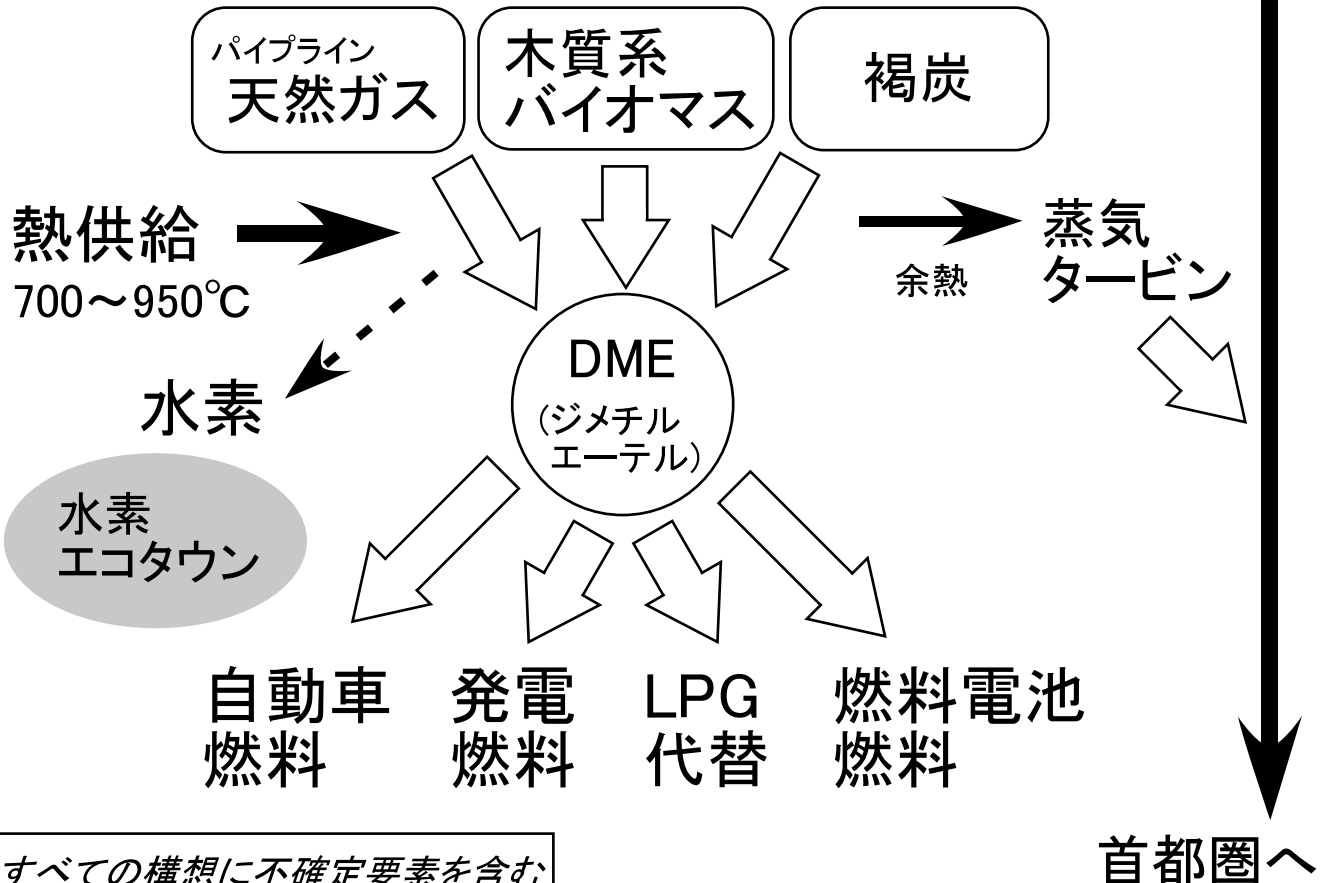 パイプライン
天然ガス
木質系
バイオマス
褐炭
熱供給
700～950℃
余熱
蒸気
タービン
水素
DME
(ジメチル
エーテル)
水素
エコタウン
自動車
燃料
発電
燃料
LPG
代替
燃料電池
燃料
首都圏へ
すべての構想に不確定要素を含む